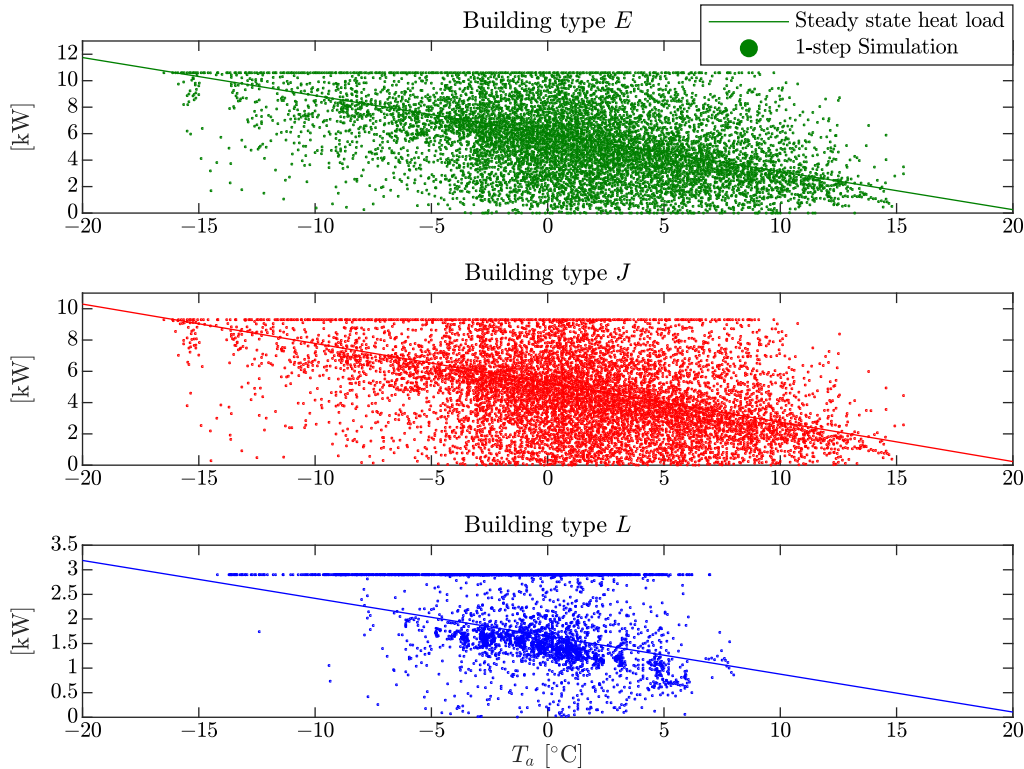 Building type E
Steady state heat load
1-step Simulation
12
10
8
6
4
2
0
[kW]
−20 −15 −10 −5 0 5 10 15 20
Building type J
10
8
6
4
2
0
[kW]
−20 −15 −10 −5 0 5 10 15 20
Building type L
3.5
3
2.5
2
1.5
1
0.5
0
[kW]
−20 −15 −10 −5 0 5 10 15 20
T_a [°C]